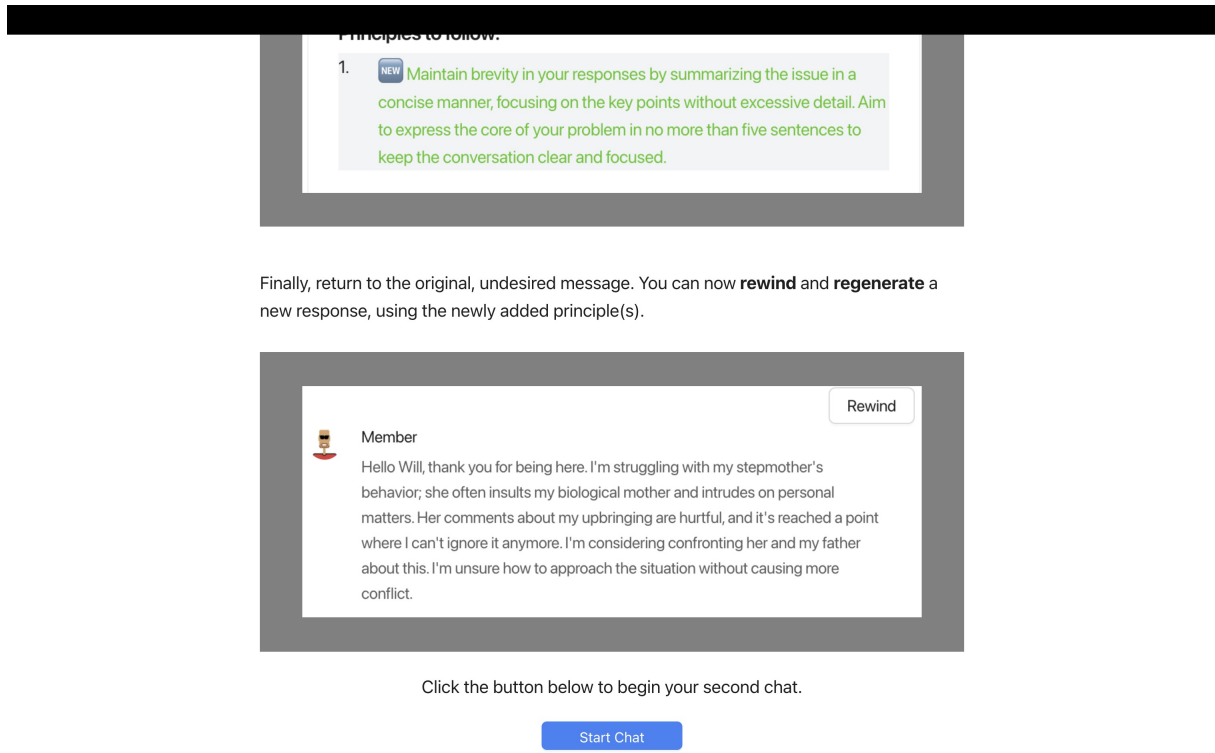 Principles to follow:
1. NEW Maintain brevity in your responses by summarizing the issue in a
concise manner, focusing on the key points without excessive detail. Aim
to express the core of your problem in no more than five sentences to
keep the conversation clear and focused.
Finally, return to the original, undesired message. You can now rewind and regenerate a
new response, using the newly added principle(s).
Rewind
Member
Hello Will, thank you for being here. I'm struggling with my stepmother's
behavior; she often insults my biological mother and intrudes on personal
matters. Her comments about my upbringing are hurtful, and it's reached a point
where I can't ignore it anymore. I'm considering confronting her and my father
about this. I'm unsure how to approach the situation without causing more
conflict.
Click the button below to begin your second chat.
Start Chat